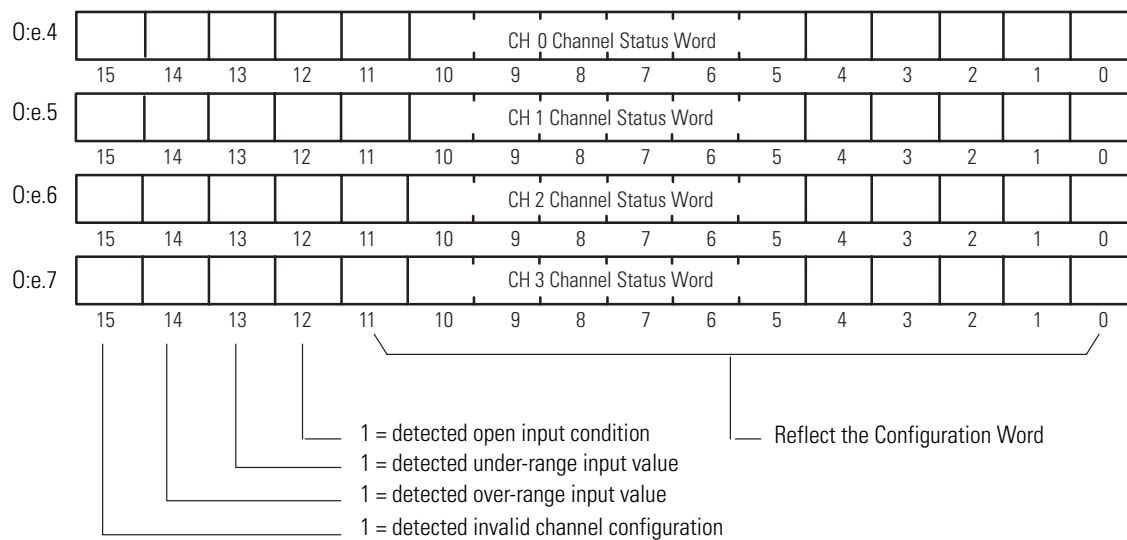 O:e.4
CH 0 Channel Status Word
15 14 13 12 11 10 9 8 7 6 5 4 3 2 1 0
O:e.5
CH 1 Channel Status Word
15 14 13 12 11 10 9 8 7 6 5 4 3 2 1 0
O:e.6
CH 2 Channel Status Word
15 14 13 12 11 10 9 8 7 6 5 4 3 2 1 0
O:e.7
CH 3 Channel Status Word
15 14 13 12 11 10 9 8 7 6 5 4 3 2 1 0
1 = detected open input condition
Reflect the Configuration Word
1 = detected under-range input value
1 = detected over-range input value
1 = detected invalid channel configuration